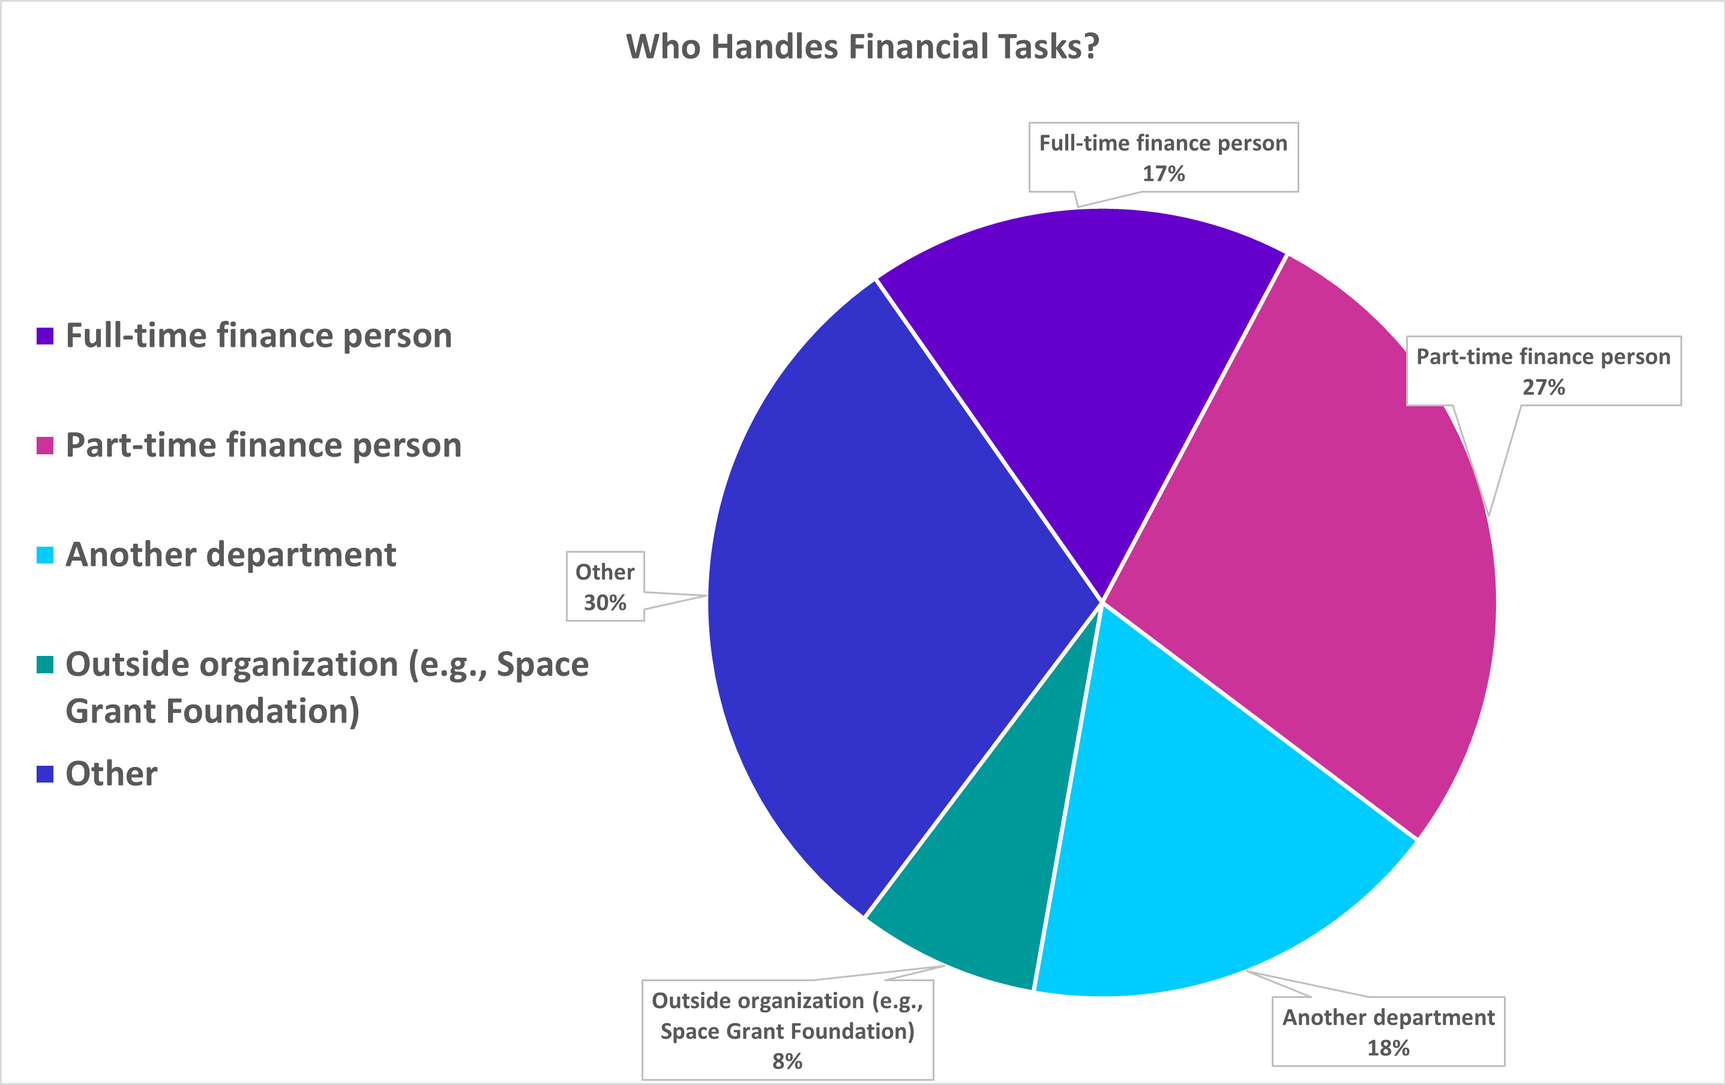 Who Handles Financial Tasks?
Full-time finance person
17%
Part-time finance person
27%
Another department
18%
Outside organization (e.g.,
Space Grant Foundation)
8%
Other
30%
Full-time finance person
Part-time finance person
Another department
Outside organization (e.g., Space
Grant Foundation)
Other